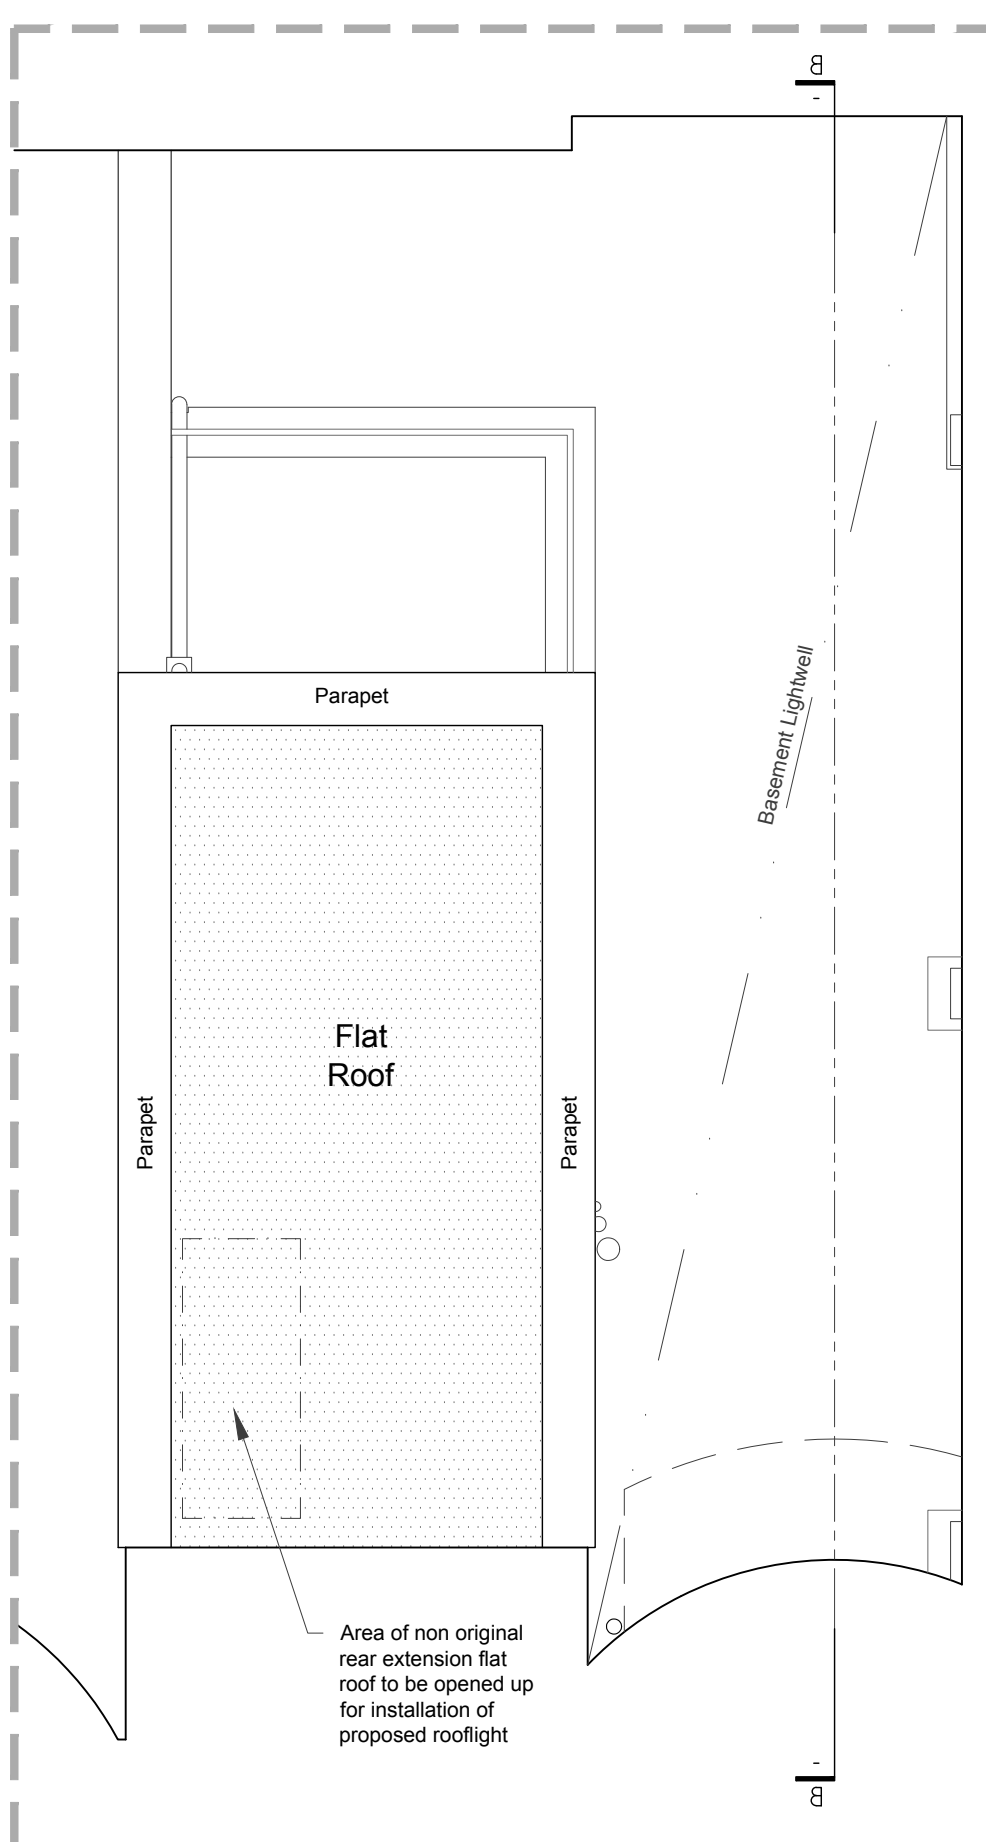 B
-
Parapet
Basement Lightwell
Flat
Roof
Parapet
Parapet
Area of non original
rear extension flat
roof to be opened up
for installation of
proposed rooflight
-
B